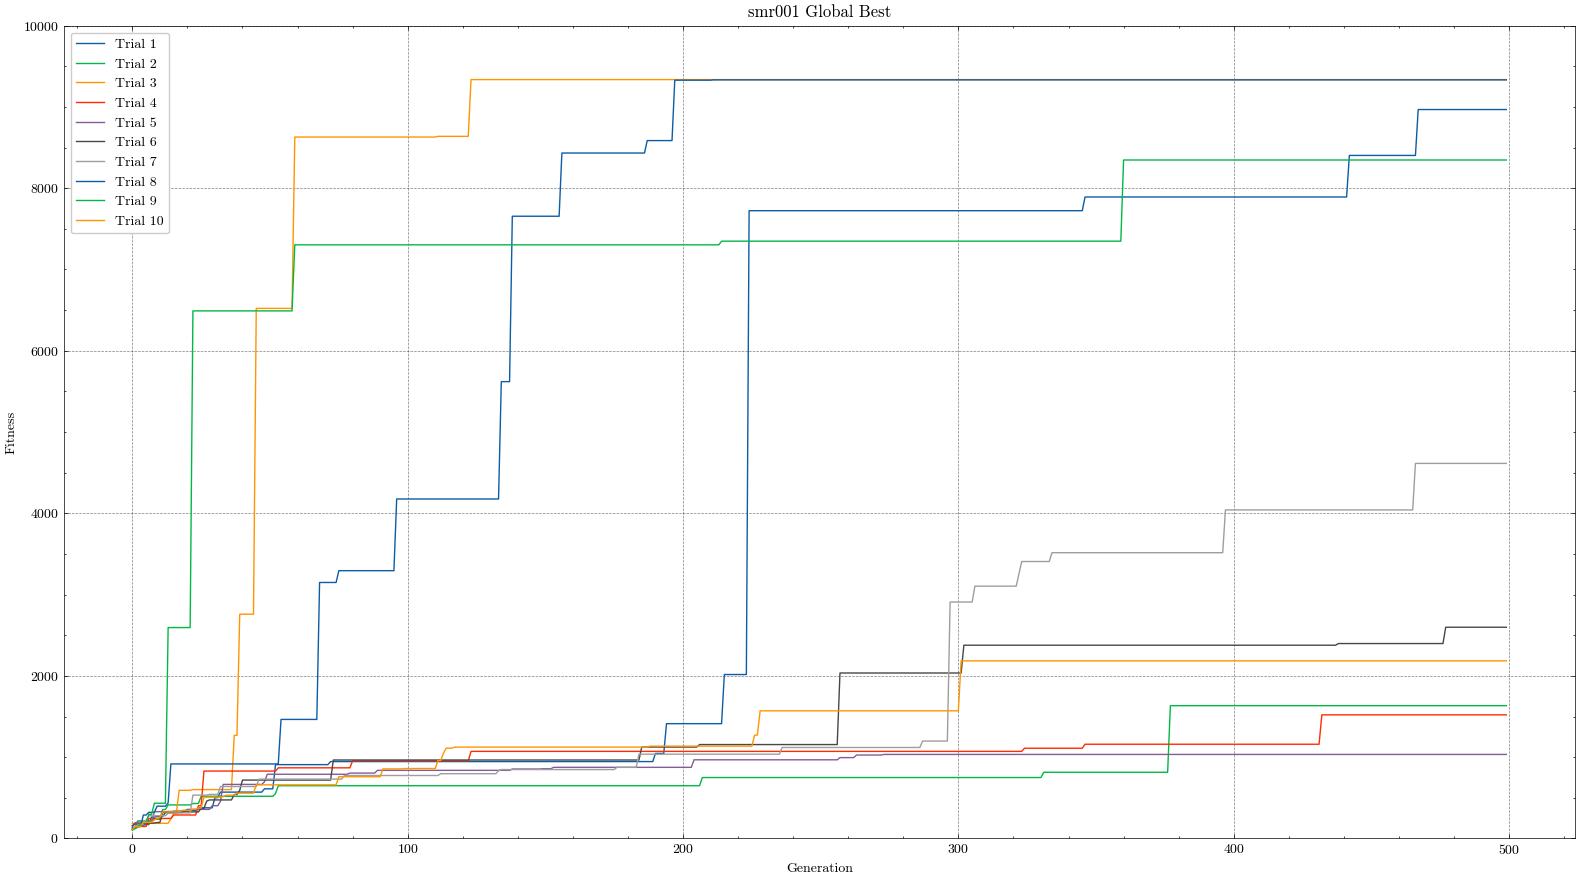 smr001 Global Best
10000
8000
6000
4000
2000
0
Fitness
Trial 1
Trial 2
Trial 3
Trial 4
Trial 5
Trial 6
Trial 7
Trial 8
Trial 9
Trial 10
0
100
200
300
400
500
Generation